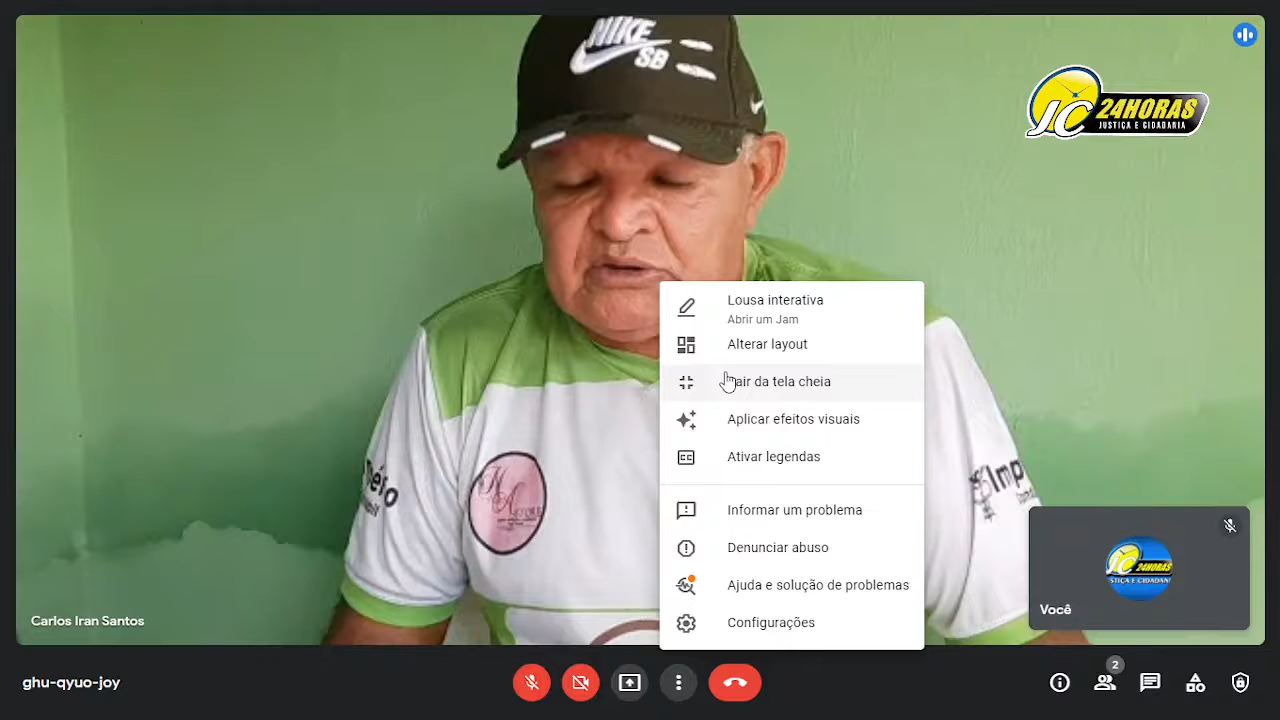 NIKE
SB
JC 24HORAS
JUSTIÇA E CIDADANIA
Lousa interativa
Abrir um Jam
Alterar layout
air da tela cheia
Aplicar efeitos visuais
Ativar legendas
Informar um problema
Denunciar abuso
Ajuda e solução de problemas
Configurações
24HORAS
Você
Carlos Iran Santos
ghu-qyuo-joy
2